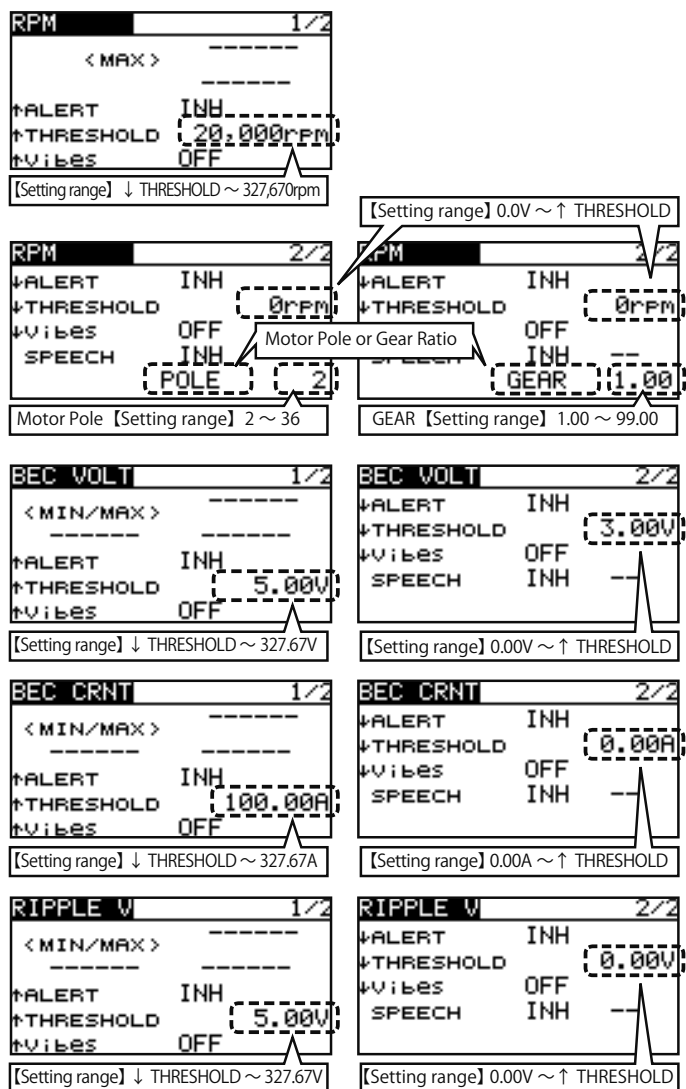 RPM 1/2
<MAX> ------
------
↑ALERT INH
↑THRESHOLD 20,000rpm
↑Vibes OFF
【Setting range】 ↓ THRESHOLD ～ 327,670rpm
【Setting range】 0.0V ～ ↑ THRESHOLD
RPM 2/2
↓ALERT INH
↓THRESHOLD 0rpm
↓Vibes OFF
SPEECH INH
POLE 2
Motor Pole 【Setting range】 2 ～ 36
RPM 2/2
↓ALERT INH
↓THRESHOLD 0rpm
OFF
SPEECH INH --
GEAR 1.00
GEAR 【Setting range】 1.00 ～ 99.00
Motor Pole or Gear Ratio
BEC VOLT 1/2
<MIN/MAX> ------
------ ------
↑ALERT INH
↑THRESHOLD 5.00V
↑Vibes OFF
【Setting range】 ↓ THRESHOLD ～ 327.67V
BEC VOLT 2/2
↓ALERT INH
↓THRESHOLD 3.00V
↓Vibes OFF
SPEECH INH --
【Setting range】 0.00V ～ ↑ THRESHOLD
BEC CRNT 1/2
<MIN/MAX> ------
------ ------
↑ALERT INH
↑THRESHOLD 100.00A
↑Vibes OFF
【Setting range】 ↓ THRESHOLD ～ 327.67A
BEC CRNT 2/2
↓ALERT INH
↓THRESHOLD 0.00A
↓Vibes OFF
SPEECH INH --
【Setting range】 0.00A ～ ↑ THRESHOLD
RIPPLE V 1/2
<MIN/MAX> ------
------ ------
↑ALERT INH
↑THRESHOLD 5.00V
↑Vibes OFF
【Setting range】 ↓ THRESHOLD ～ 327.67V
RIPPLE V 2/2
↓ALERT INH
↓THRESHOLD 0.00V
↓Vibes OFF
SPEECH INH --
【Setting range】 0.00V ～ ↑ THRESHOLD